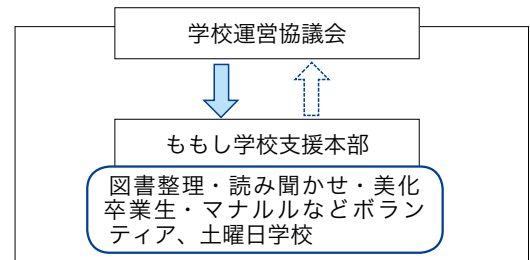 学校運営協議会
ももし学校支援本部
図書整理・読み聞かせ・美化
卒業生・マナルルなどボラン
ティア、土曜日学校